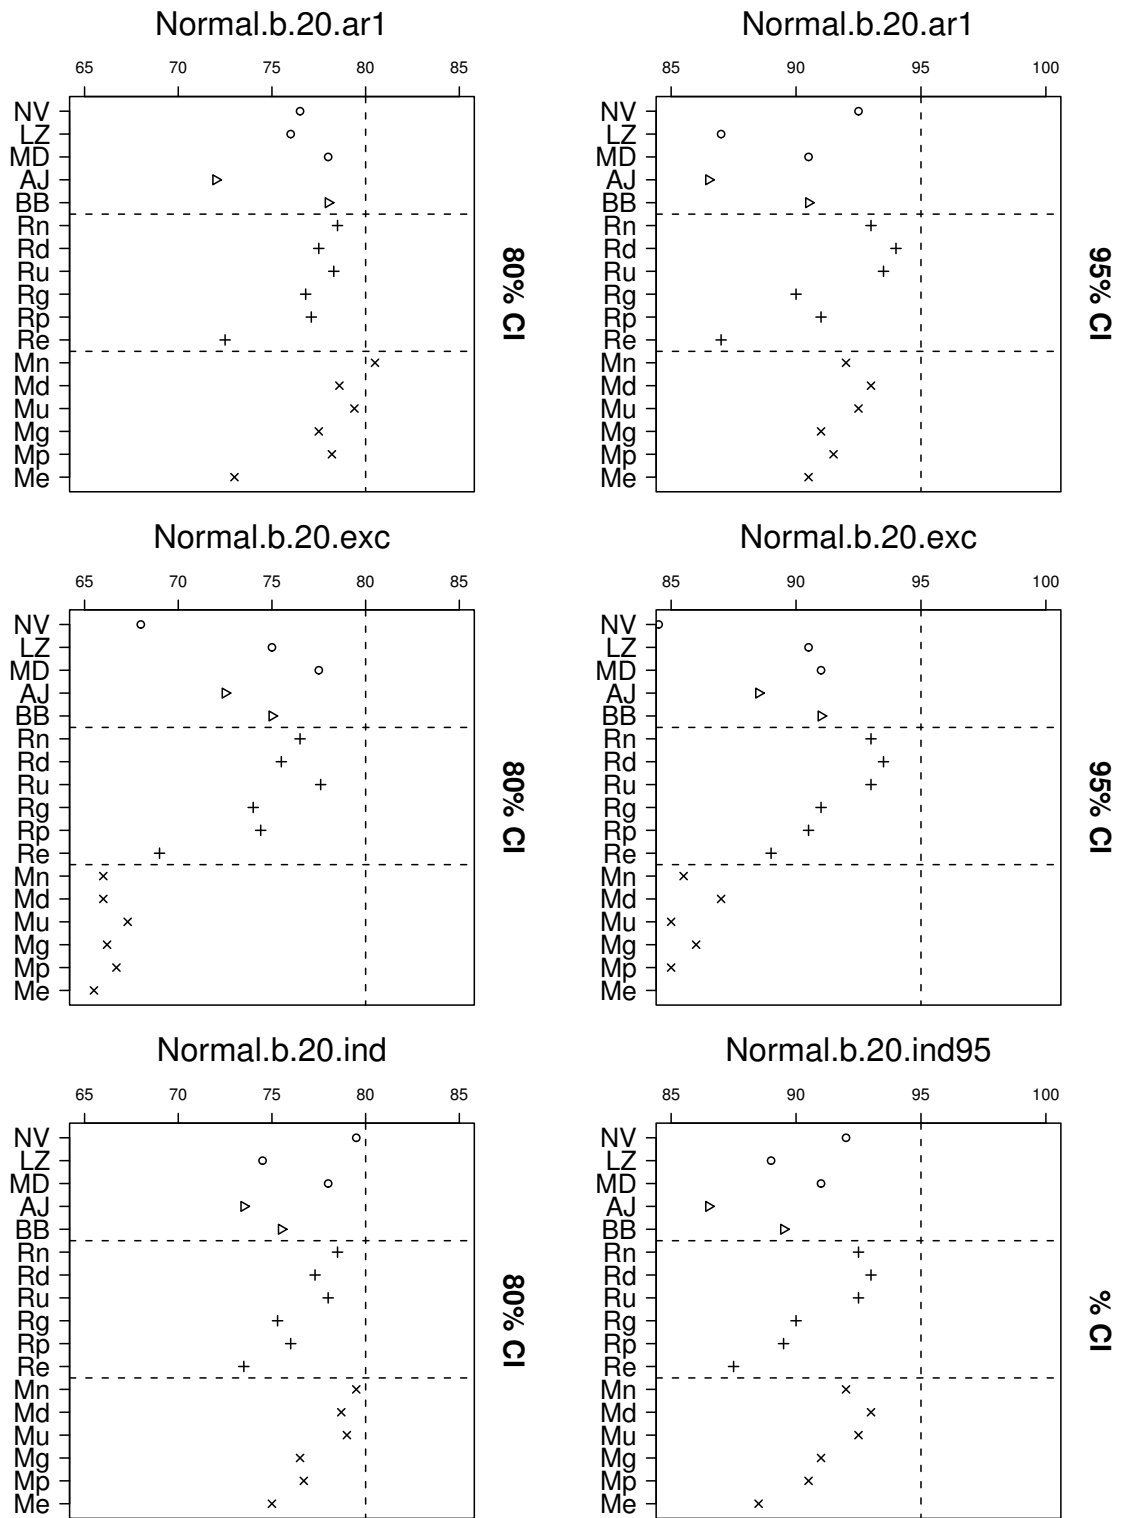 Normal.b.20.ar1
65 70 75 80 85
NV
LZ
MD
AJ
BB
Rn
Rd
Ru
Rg
Rp
Re
Mn
Md
Mu
Mg
Mp
Me
80% CI
Normal.b.20.ar1
85 90 95 100
NV
LZ
MD
AJ
BB
Rn
Rd
Ru
Rg
Rp
Re
Mn
Md
Mu
Mg
Mp
Me
95% CI
Normal.b.20.exc
65 70 75 80 85
NV
LZ
MD
AJ
BB
Rn
Rd
Ru
Rg
Rp
Re
Mn
Md
Mu
Mg
Mp
Me
80% CI
Normal.b.20.exc
85 90 95 100
NV
LZ
MD
AJ
BB
Rn
Rd
Ru
Rg
Rp
Re
Mn
Md
Mu
Mg
Mp
Me
95% CI
Normal.b.20.ind
65 70 75 80 85
NV
LZ
MD
AJ
BB
Rn
Rd
Ru
Rg
Rp
Re
Mn
Md
Mu
Mg
Mp
Me
80% CI
Normal.b.20.ind95
85 90 95 100
NV
LZ
MD
AJ
BB
Rn
Rd
Ru
Rg
Rp
Re
Mn
Md
Mu
Mg
Mp
Me
% CI